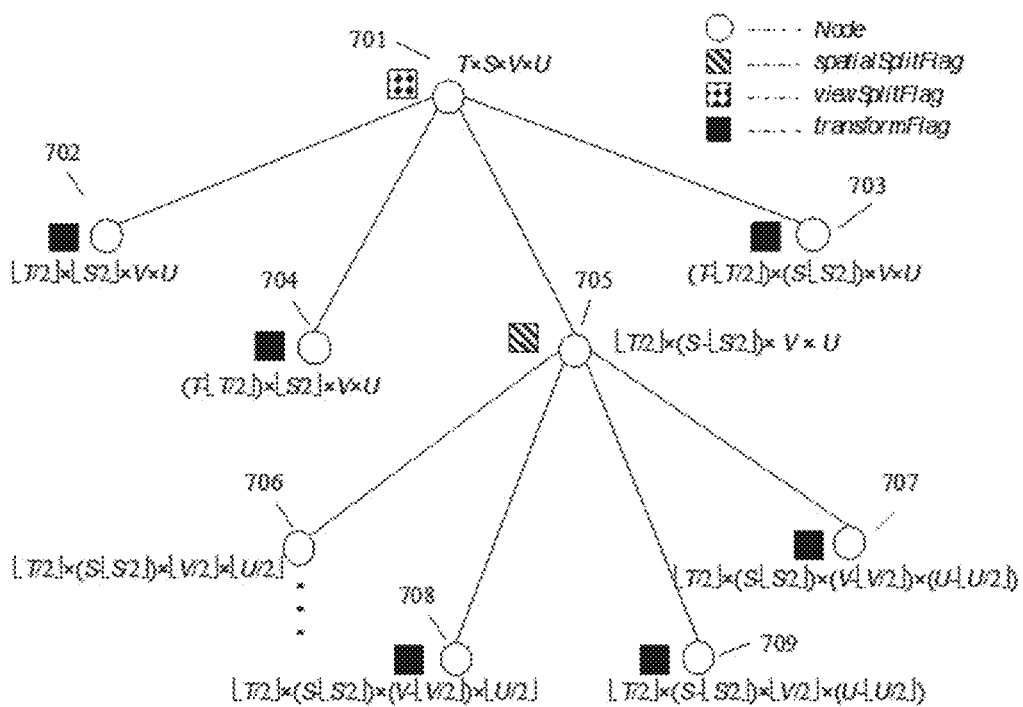 701
T×S×V×U
Node
spatialSplitFlag
viewSplitFlag
transformFlag
702
703
⌊T/2⌋×⌊S/2⌋×V×U
(T-⌊T/2⌋)×(S-⌊S/2⌋)×V×U
704
705
⌊T/2⌋×(S-⌊S/2⌋)× V × U
(T-⌊T/2⌋)×⌊S/2⌋×V×U
706
707
⌊T/2⌋×(S-⌊S/2⌋)×⌊V/2⌋×⌊U/2⌋
⌊T/2⌋×(S-⌊S/2⌋)×(V-⌊V/2⌋)×(U-⌊U/2⌋)
708
709
⌊T/2⌋×(S-⌊S/2⌋)×(V-⌊V/2⌋)×⌊U/2⌋
⌊T/2⌋×(S-⌊S/2⌋)×⌊V/2⌋×(U-⌊U/2⌋)